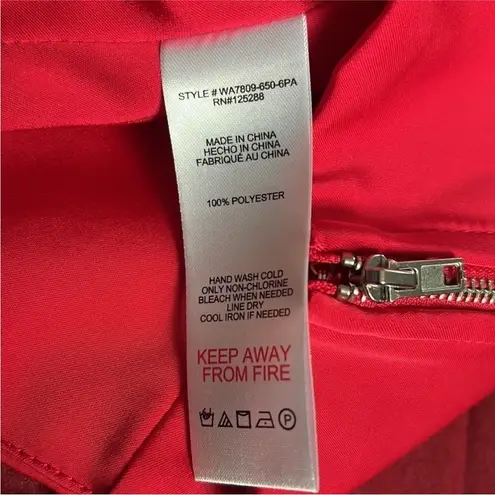 STYLE # WA7809-650-6PA
RN#125288
MADE IN CHINA
HECHO IN CHINA
FABRIQUÉ AU CHINA
100% POLYESTER
HAND WASH COLD
ONLY NON-CHLORINE
BLEACH WHEN NEEDED
LINE DRY
COOL IRON IF NEEDED
KEEP AWAY
FROM FIRE
P